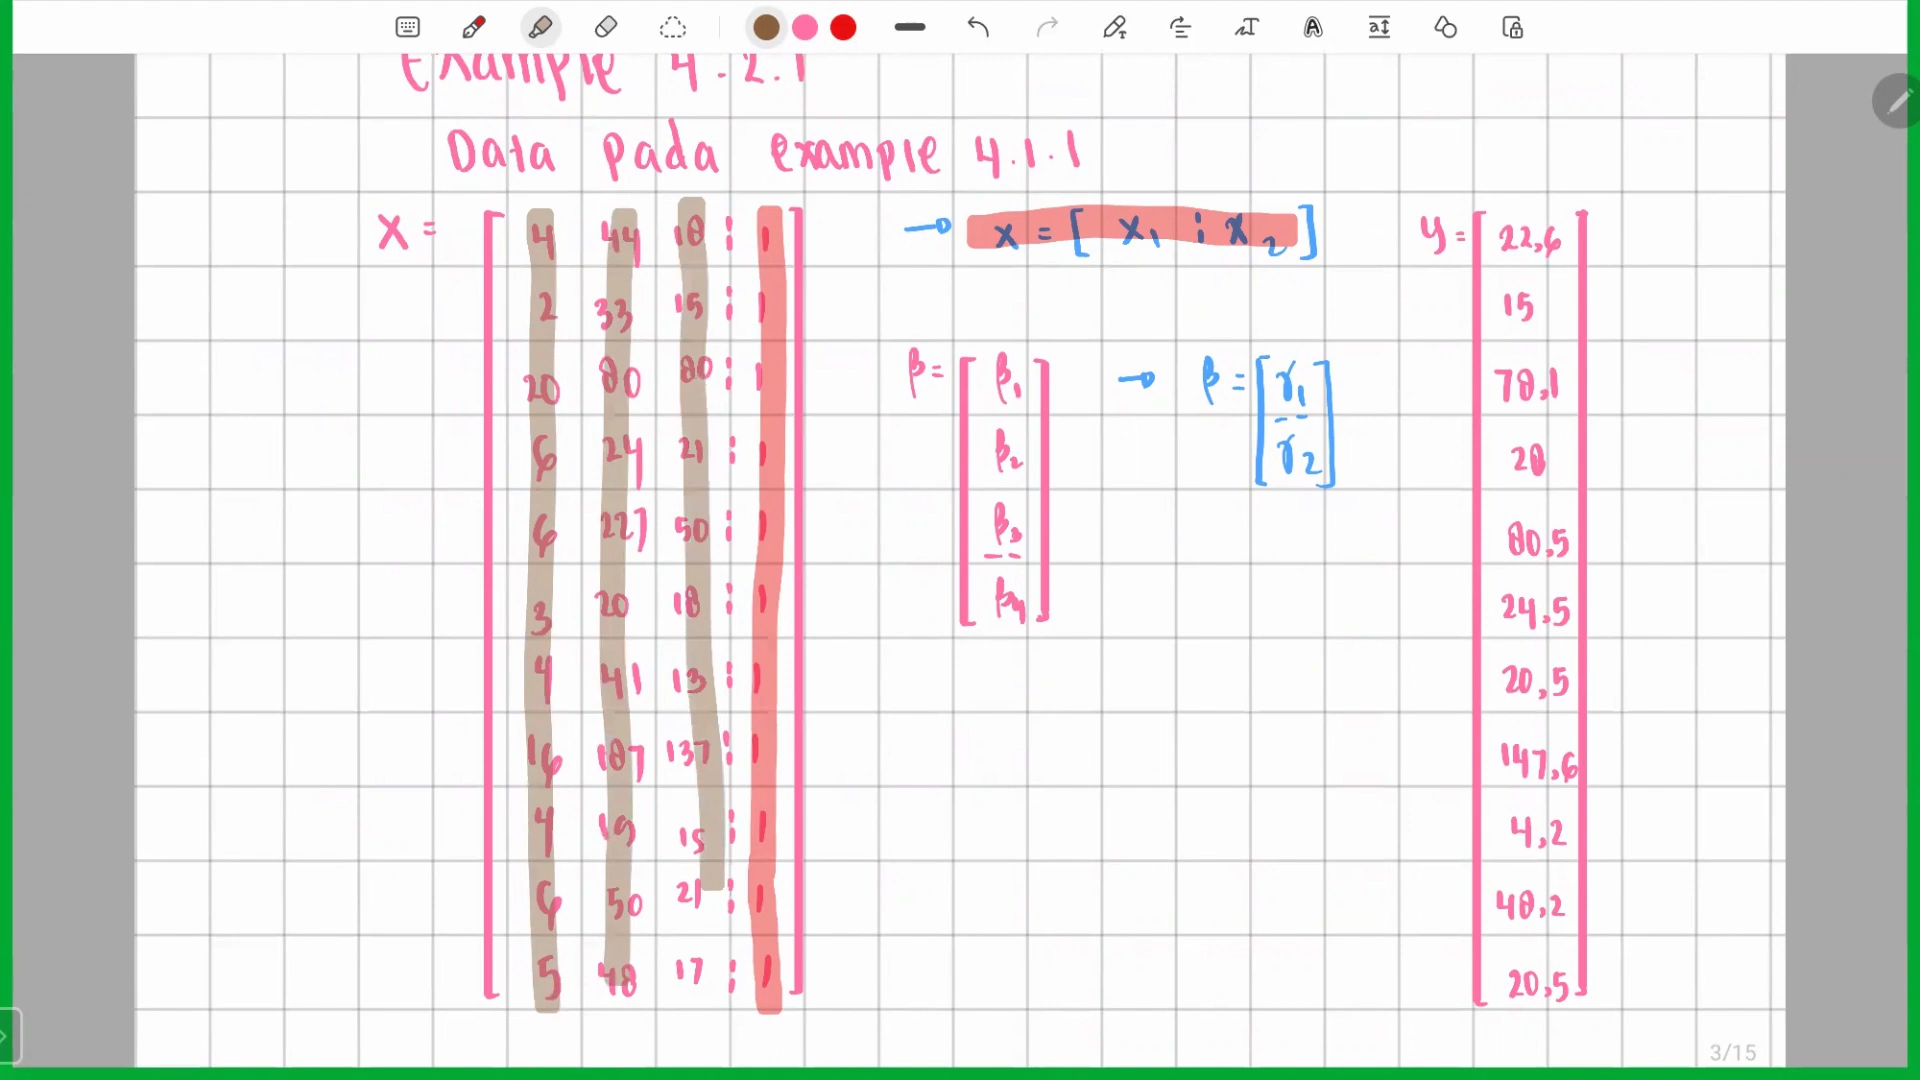 Example 4.2.1
Data pada example 4.1.1
X = [ 4 44 18 ⋮ 1 ]
2 33 15 ⋮ 1
20 80 80 ⋮ 1
6 24 21 ⋮ 1
6 227 50 ⋮ 1
3 20 18 ⋮ 1
4 41 13 ⋮ 1
16 187 137 ⋮ 1
4 19 15 ⋮ 1
6 50 21 ⋮ 1
5 48 17 ⋮ 1
→ x = [ x₁ ⋮ x₂ ]
β = [ β₁
β₂
β₃
β₄ ]
→ β = [ γ₁
γ₂ ]
y = [ 22,6
15
78,1
28
80,5
24,5
20,5
147,6
4,2
48,2
20,5 ]
3/15